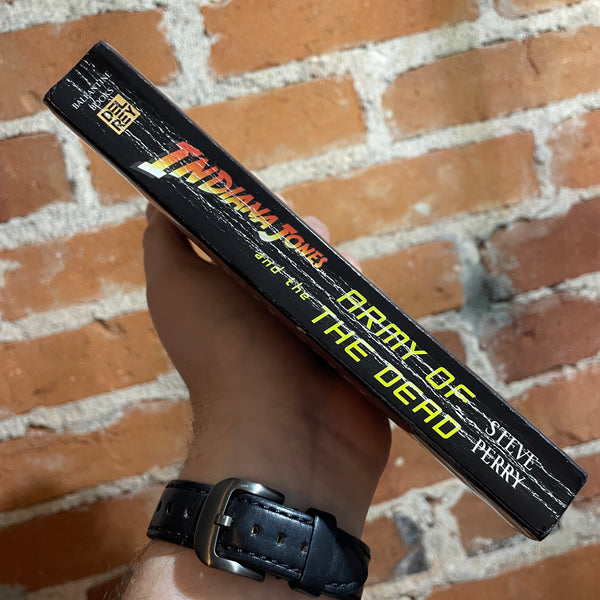 BALLANTINE
BOOKS
DEL
REY
INDIANA JONES
and the
ARMY OF
THE DEAD
STEVE
PERRY